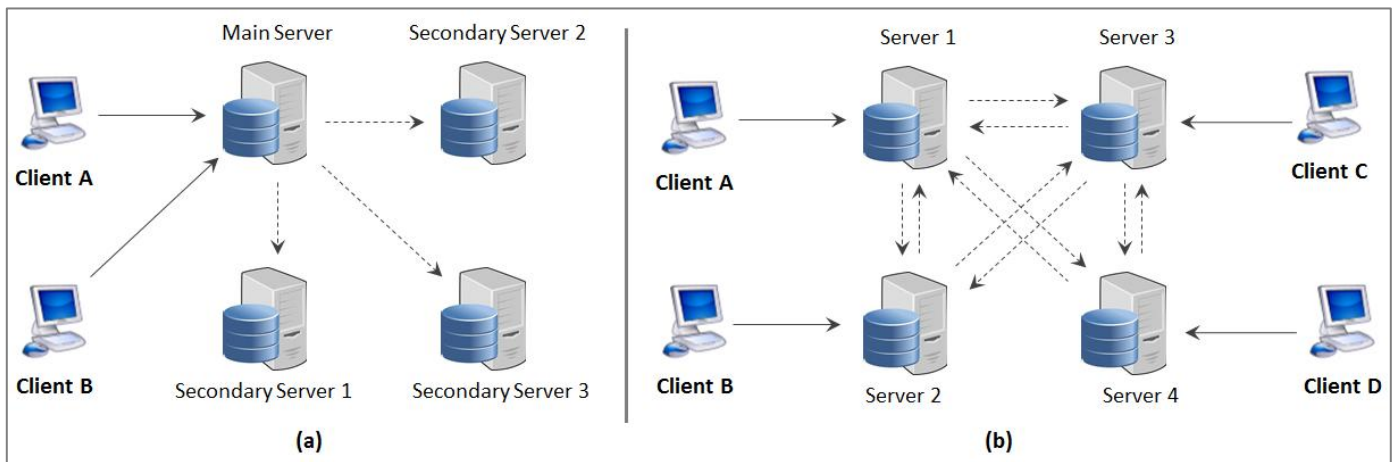 Main Server
Secondary Server 2
Client A
Client B
Secondary Server 1
Secondary Server 3
(a)
Server 1
Server 3
Client A
Client C
Client B
Client D
Server 2
Server 4
(b)